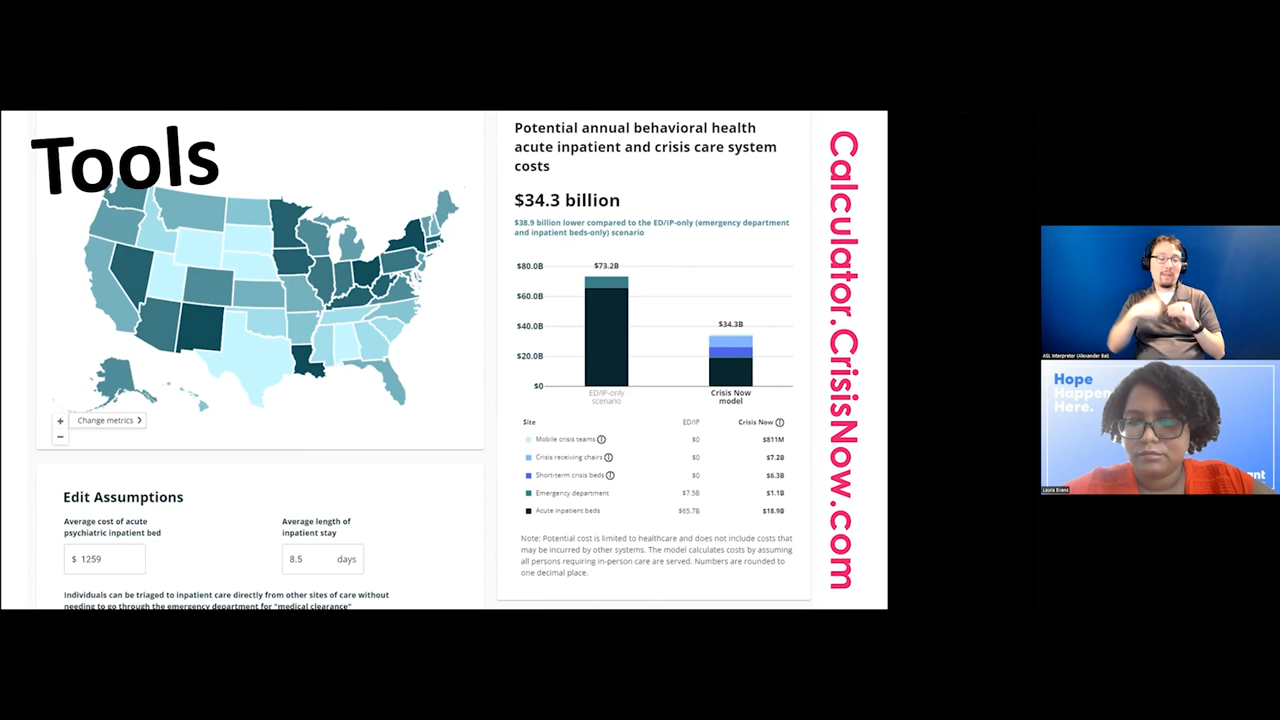 Tools
Change metrics
+
−
Edit Assumptions
Average cost of acute
psychiatric inpatient bed
$ 1259
Average length of
inpatient stay
8.5 days
Individuals can be triaged to inpatient care directly from other sites of care without
needing to go through the emergency department for "medical clearance"
Potential annual behavioral health
acute inpatient and crisis care system
costs
$34.3 billion
$38.9 billion lower compared to the ED/IP-only (emergency department
and inpatient beds-only) scenario
$80.0B
$60.0B
$40.0B
$20.0B
$0
$73.2B
$34.3B
ED/IP-only
scenario
Crisis Now
model
Site ED/IP Crisis Now
Mobile crisis teams $0 $811M
Crisis receiving chairs $0 $7.2B
Short-term crisis beds $0 $6.3B
Emergency department $7.5B $1.1B
Acute inpatient beds $65.7B $18.9B
Note: Potential cost is limited to healthcare and does not include costs that
may be incurred by other systems. The model calculates costs by assuming
all persons requiring in-person care are served. Numbers are rounded to
one decimal place.
Calculator.CrisisNow.com
ASL Interpreter (Alexander Bai)
Hope
Happen
Here.
Laura Evans